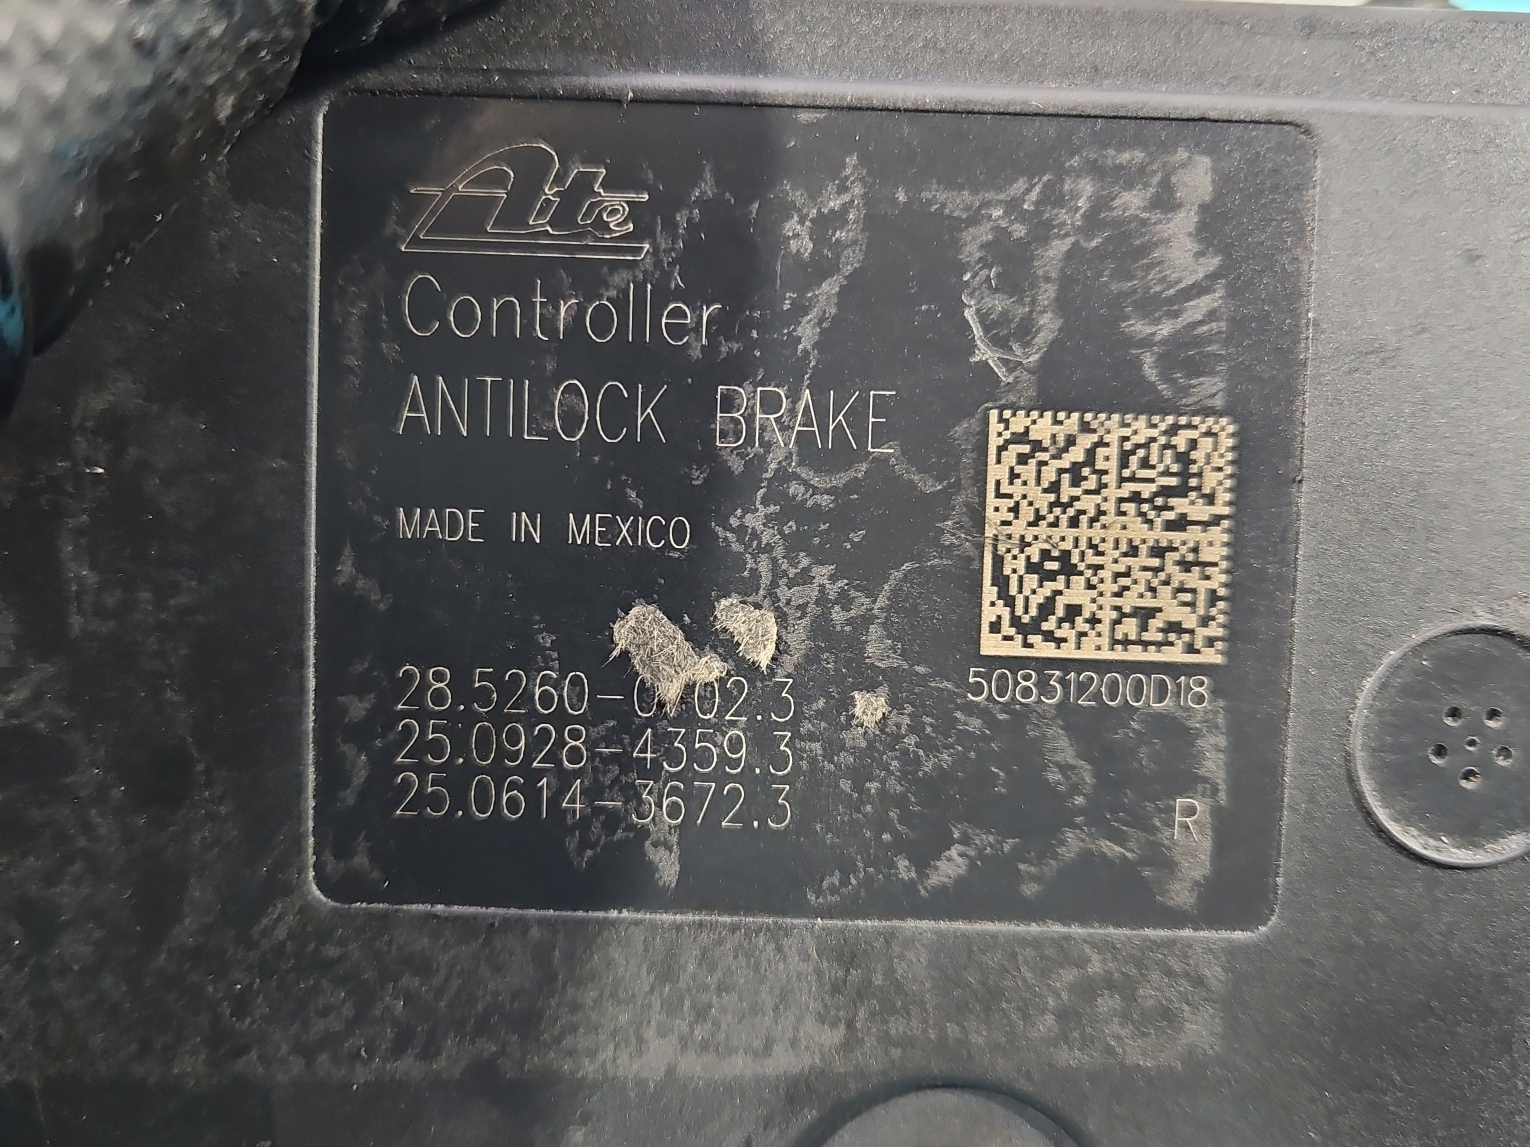 Ate
Controller
ANTILOCK BRAKE
MADE IN MEXICO
25.0928-4359.3
25.0614-3672.3
50831200D18
R